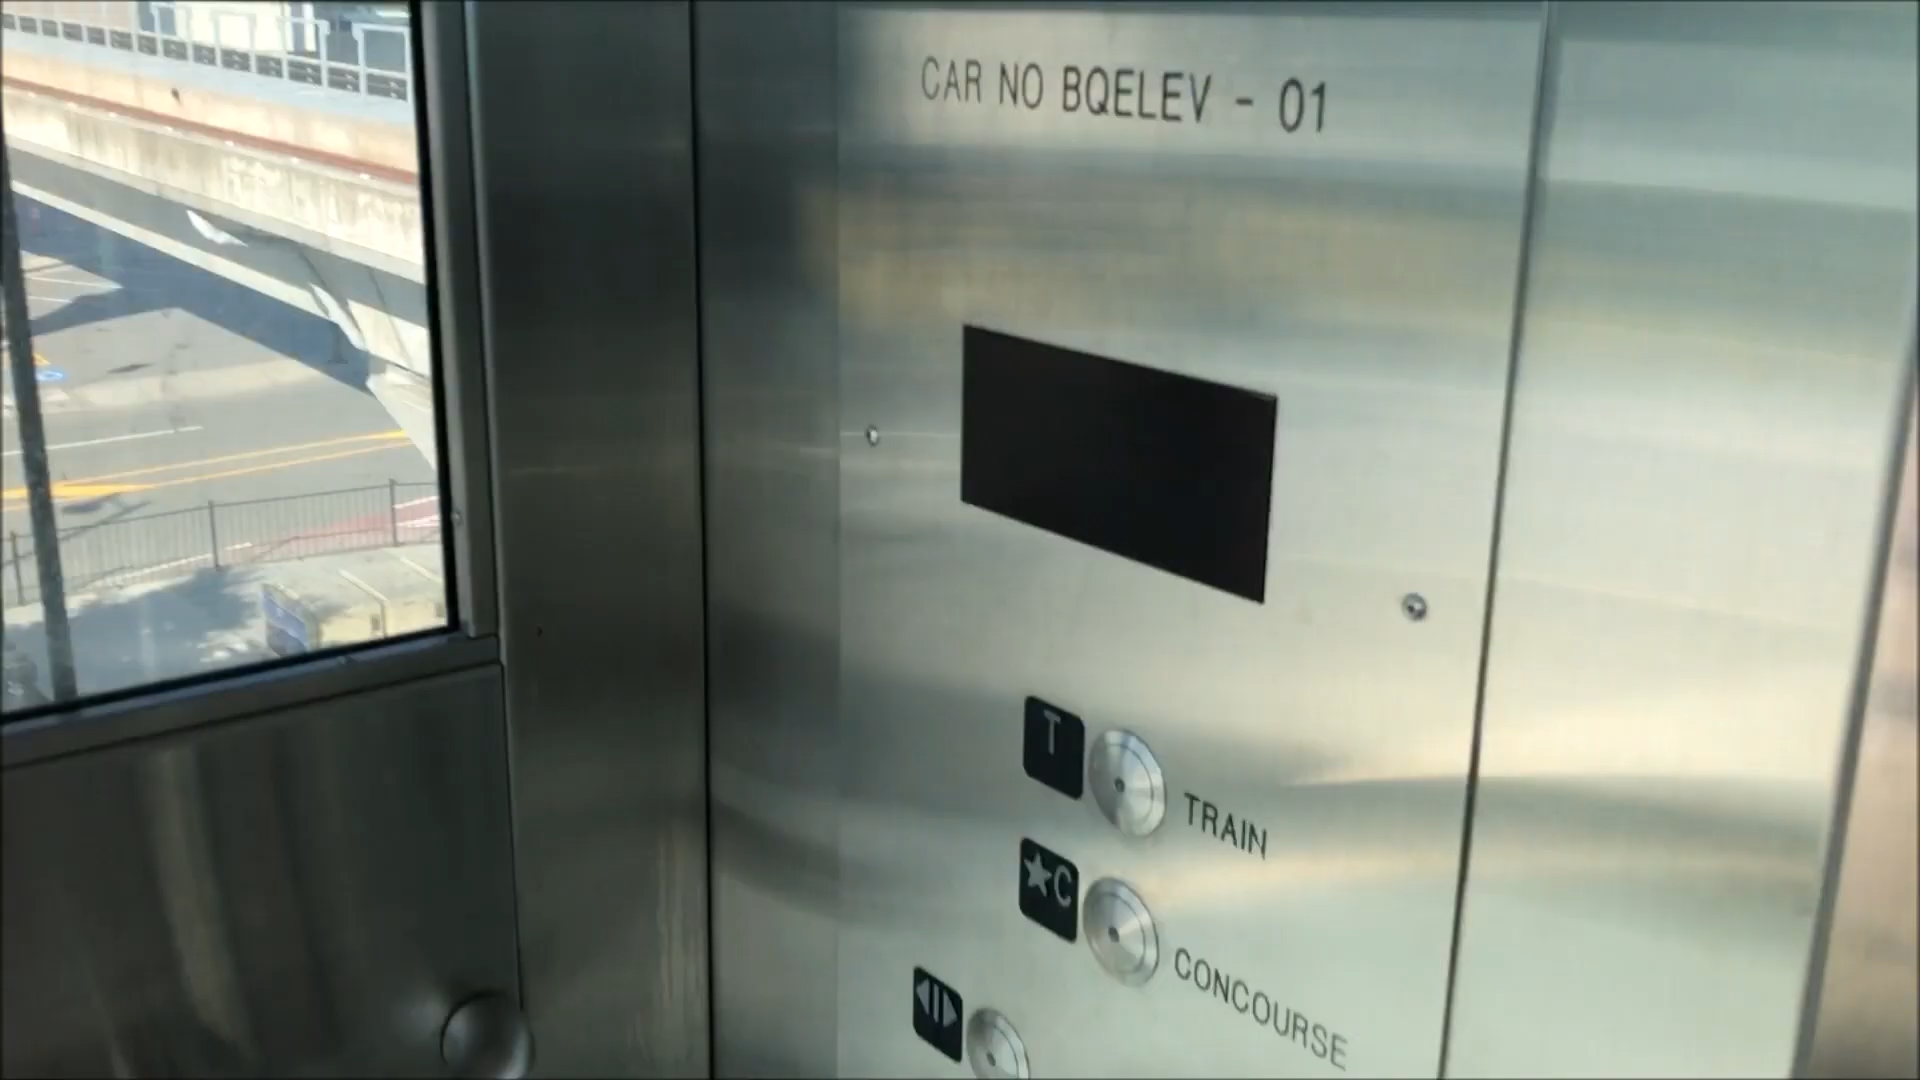 CAR NO BQELEV - 01
T TRAIN
★C CONCOURSE